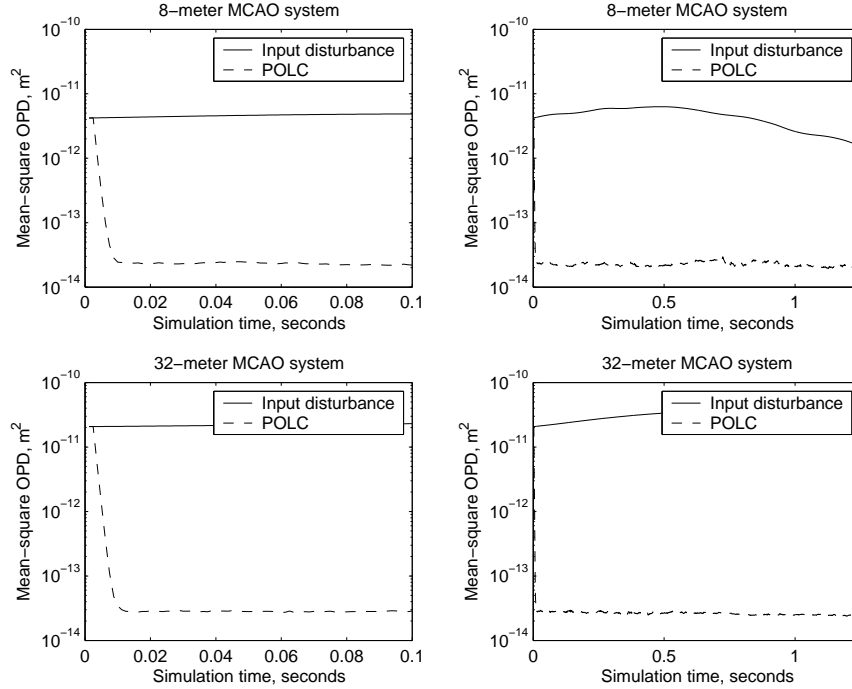 8−meter MCAO system
10−10
10−11
10−12
10−13
10−14
Mean−square OPD, m2
Input disturbance
POLC
0 0.02 0.04 0.06 0.08 0.1
Simulation time, seconds
8−meter MCAO system
10−10
10−11
10−12
10−13
10−14
Mean−square OPD, m2
Input disturbance
POLC
0 0.5 1
Simulation time, seconds
32−meter MCAO system
10−10
10−11
10−12
10−13
10−14
Mean−square OPD, m2
Input disturbance
POLC
0 0.02 0.04 0.06 0.08 0.1
Simulation time, seconds
32−meter MCAO system
10−10
10−11
10−12
10−13
10−14
Mean−square OPD, m2
Input disturbance
POLC
0 0.5 1
Simulation time, seconds